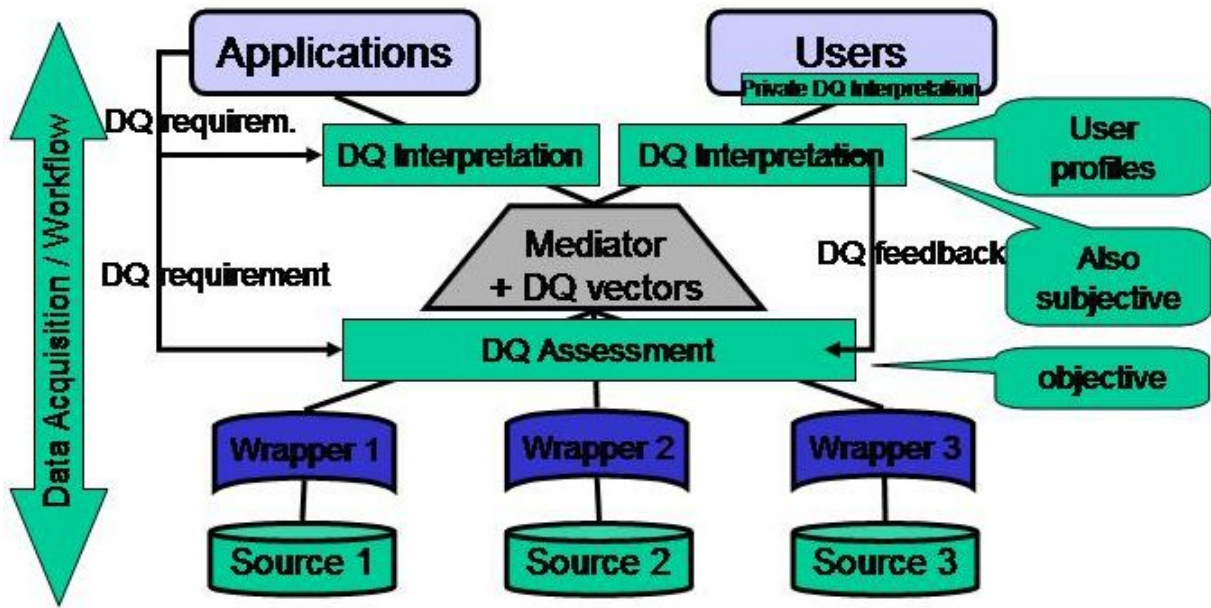 Applications
Users
Private DQ Interpretation
DQ requirem.
DQ Interpretation
DQ Interpretation
User
profiles
Mediator
+ DQ vectors
DQ requirement
DQ feedback
Also
subjective
DQ Assessment
objective
Wrapper 1
Wrapper 2
Wrapper 3
Source 1
Source 2
Source 3
Data Acquisition / Workflow